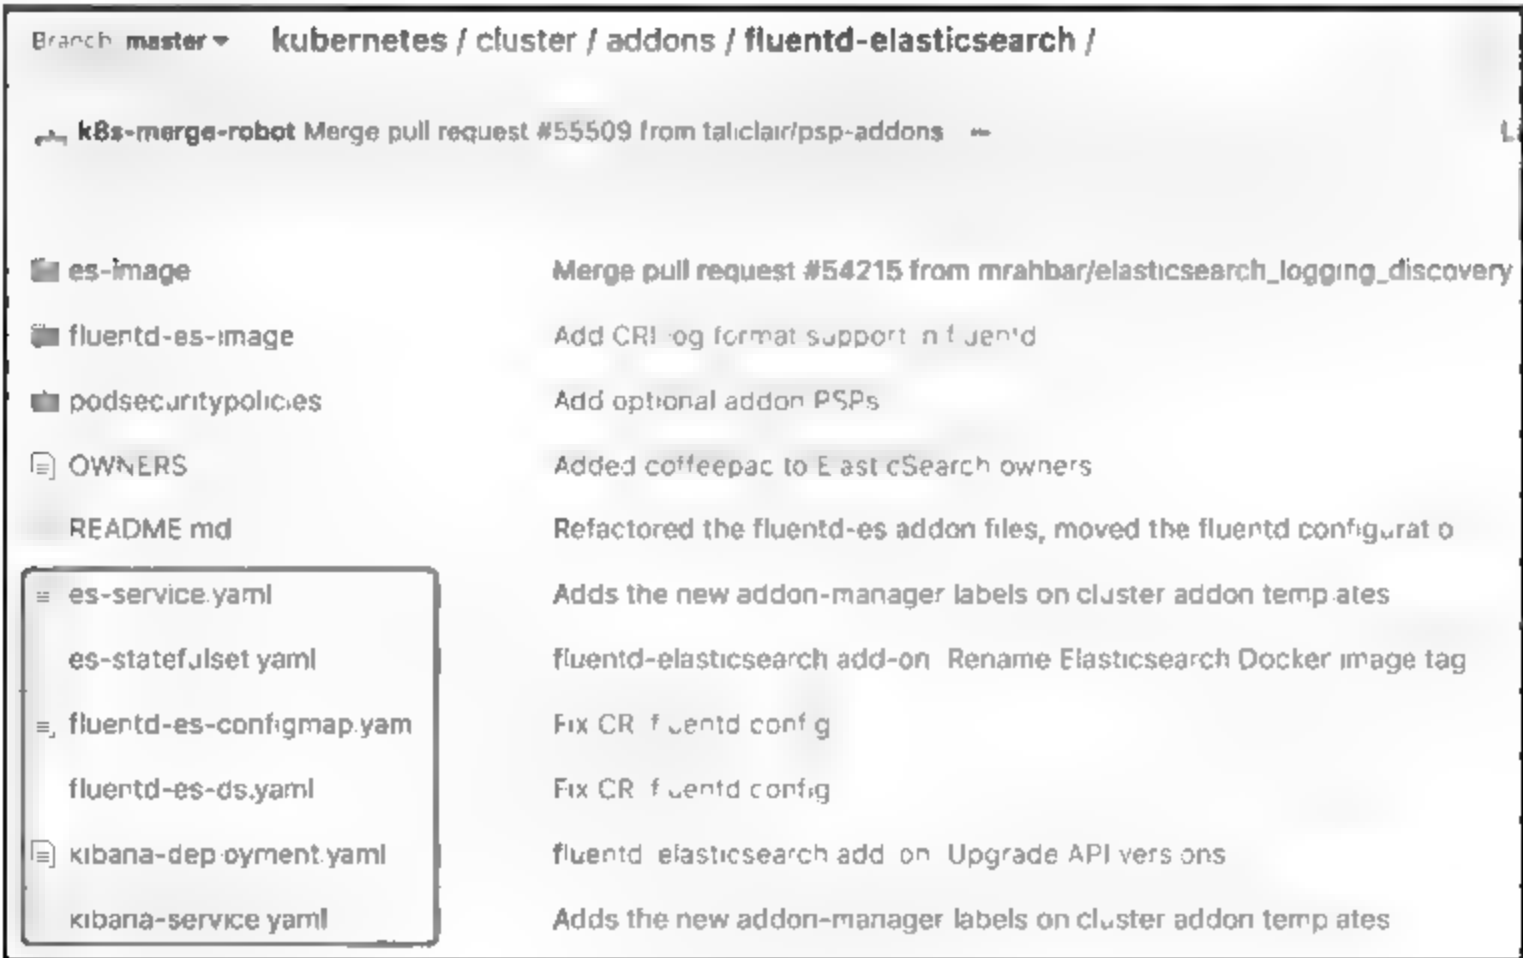 Branch: master kubernetes / cluster / addons / fluentd-elasticsearch /
k8s-merge-robot Merge pull request #55509 from tallclair/psp-addons
es-image Merge pull request #54215 from mrahbar/elasticsearch_logging_discovery
fluentd-es-image Add CRI log format support in fluentd
podsecuritypolicies Add optional addon PSPs
OWNERS Added coffeepac to ElasticSearch owners
README.md Refactored the fluentd-es addon files, moved the fluentd configuratio
es-service.yaml Adds the new addon-manager labels on cluster addon templates
es-statefulset.yaml fluentd-elasticsearch add-on: Rename Elasticsearch Docker image tag
fluentd-es-configmap.yaml Fix CRI fluentd config
fluentd-es-ds.yaml Fix CRI fluentd config
kibana-deployment.yaml fluentd-elasticsearch add-on: Upgrade API versions
kibana-service.yaml Adds the new addon-manager labels on cluster addon templates